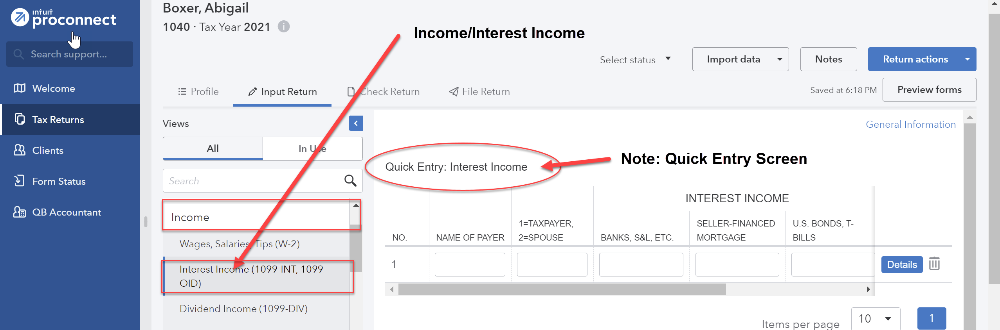 intuit
proconnect
Search support...
Welcome
Tax Returns
Clients
Form Status
QB Accountant
Boxer, Abigail
1040 · Tax Year 2021 i
Income/Interest Income
Select status
Import data
Notes
Return actions
Profile
Input Return
Check Return
File Return
Saved at 6:18 PM
Preview forms
Views
All
In Use
Search
Income
Wages, Salaries, Tips (W-2)
Interest Income (1099-INT, 1099-
OID)
Dividend Income (1099-DIV)
General Information
Quick Entry: Interest Income
Note: Quick Entry Screen
INTEREST INCOME
NO.
NAME OF PAYER
1=TAXPAYER,
2=SPOUSE
BANKS, S&L, ETC.
SELLER-FINANCED
MORTGAGE
U.S. BONDS, T-
BILLS
1
Details
Items per page
10
1